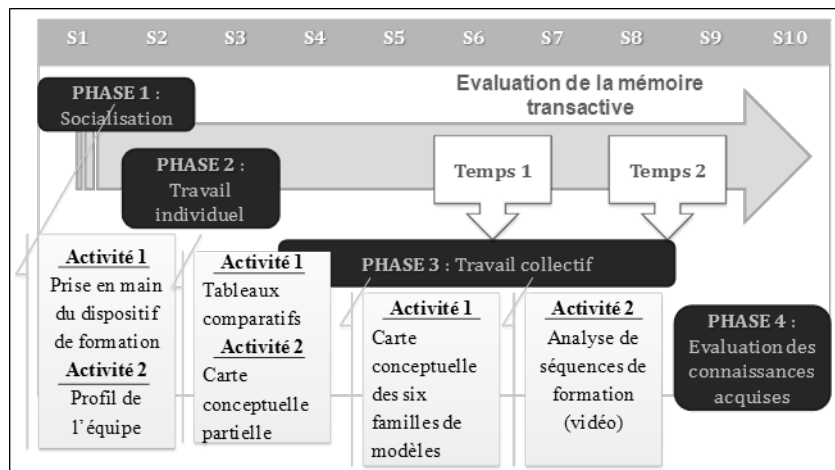 S1 S2 S3 S4 S5 S6 S7 S8 S9 S10
Evaluation de la mémoire
transactive
PHASE 1 :
Socialisation
PHASE 2 :
Travail
individuel
Temps 1
Temps 2
PHASE 3 : Travail collectif
Activité 1
Prise en main
du dispositif
de formation
Activité 2
Profil de
l’équipe
Activité 1
Tableaux
comparatifs
Activité 2
Carte
conceptuelle
partielle
Activité 1
Carte
conceptuelle
des six
familles de
modèles
Activité 2
Analyse de
séquences de
formation
(vidéo)
PHASE 4 :
Evaluation des
connaissances
acquises